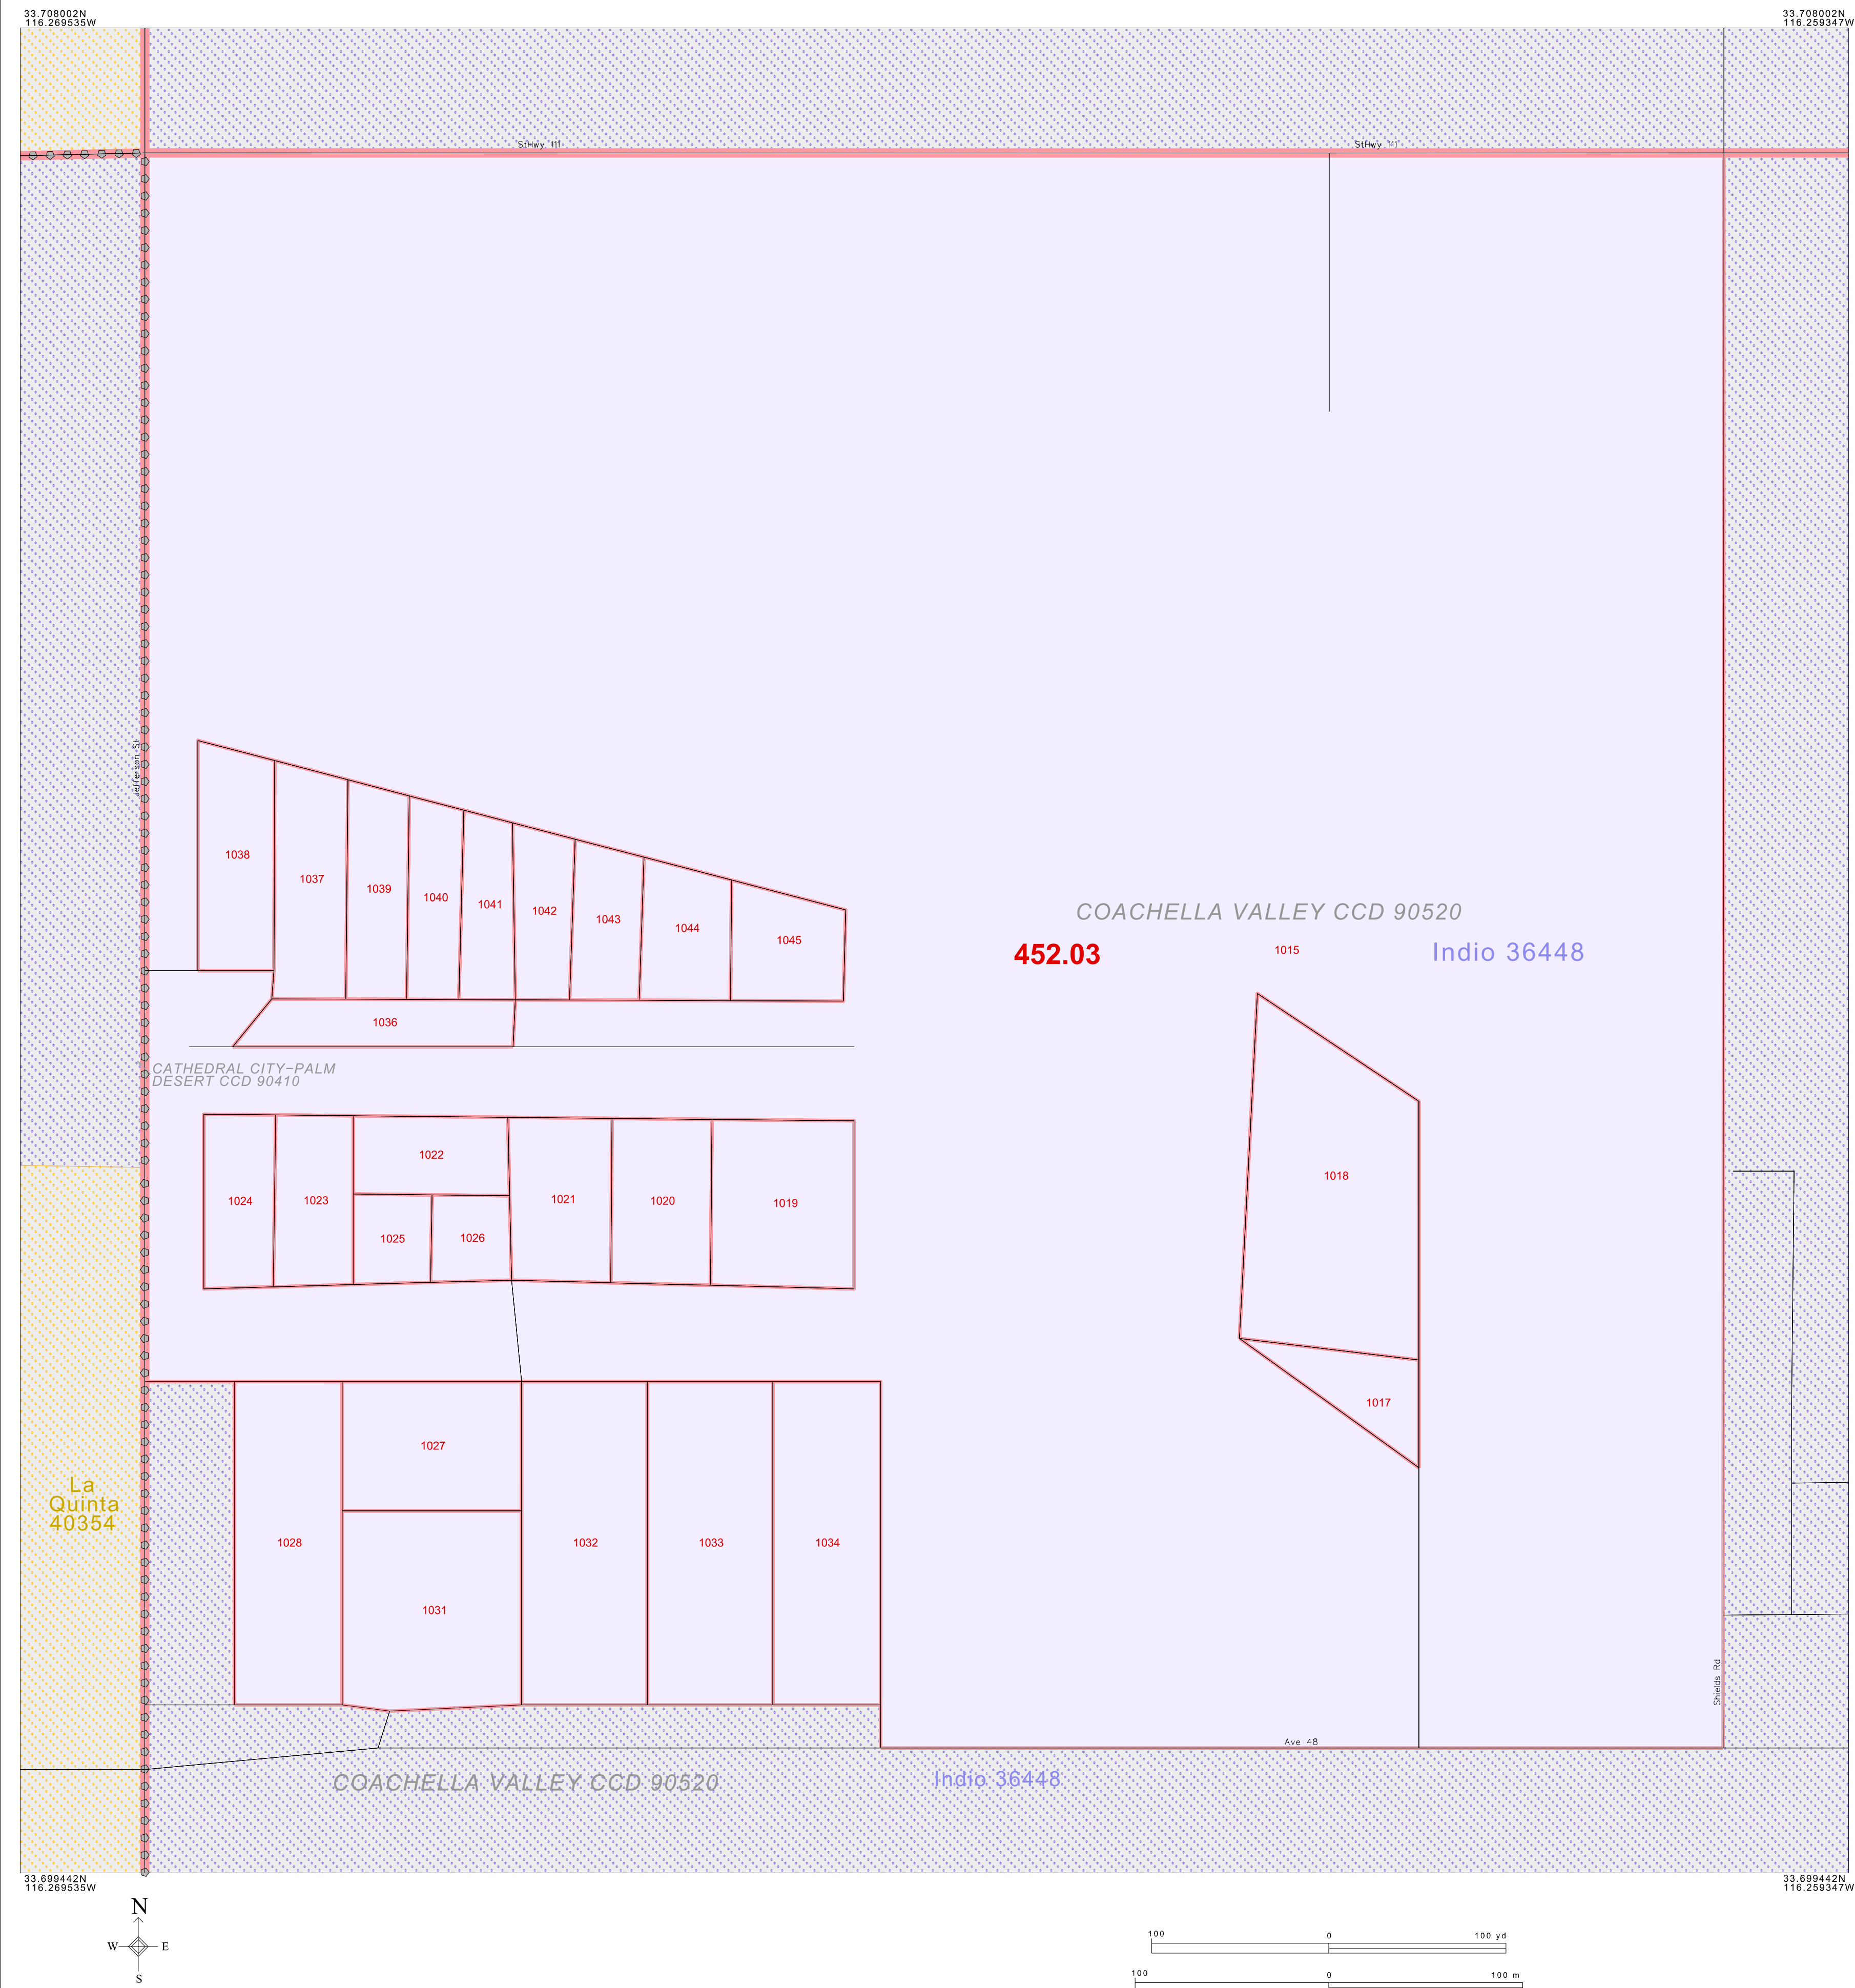 33.708002N
116.269535W
33.708002N
116.259347W
StHwy 111
StHwy 111
Jefferson St
1038
1037
1039
1040
1041
1042
1043
1044
1045
COACHELLA VALLEY CCD 90520
452.03
1015
Indio 36448
1036
CATHEDRAL CITY-PALM
DESERT CCD 90410
1022
1018
1024
1023
1021
1020
1019
1025
1026
1017
1027
La
Quinta
40354
1028
1032
1033
1034
1031
Shields Rd
Ave 48
COACHELLA VALLEY CCD 90520
Indio 36448
33.699442N
116.269535W
33.699442N
116.259347W
N
W
E
S
100
0
100 yd
100
0
100 m